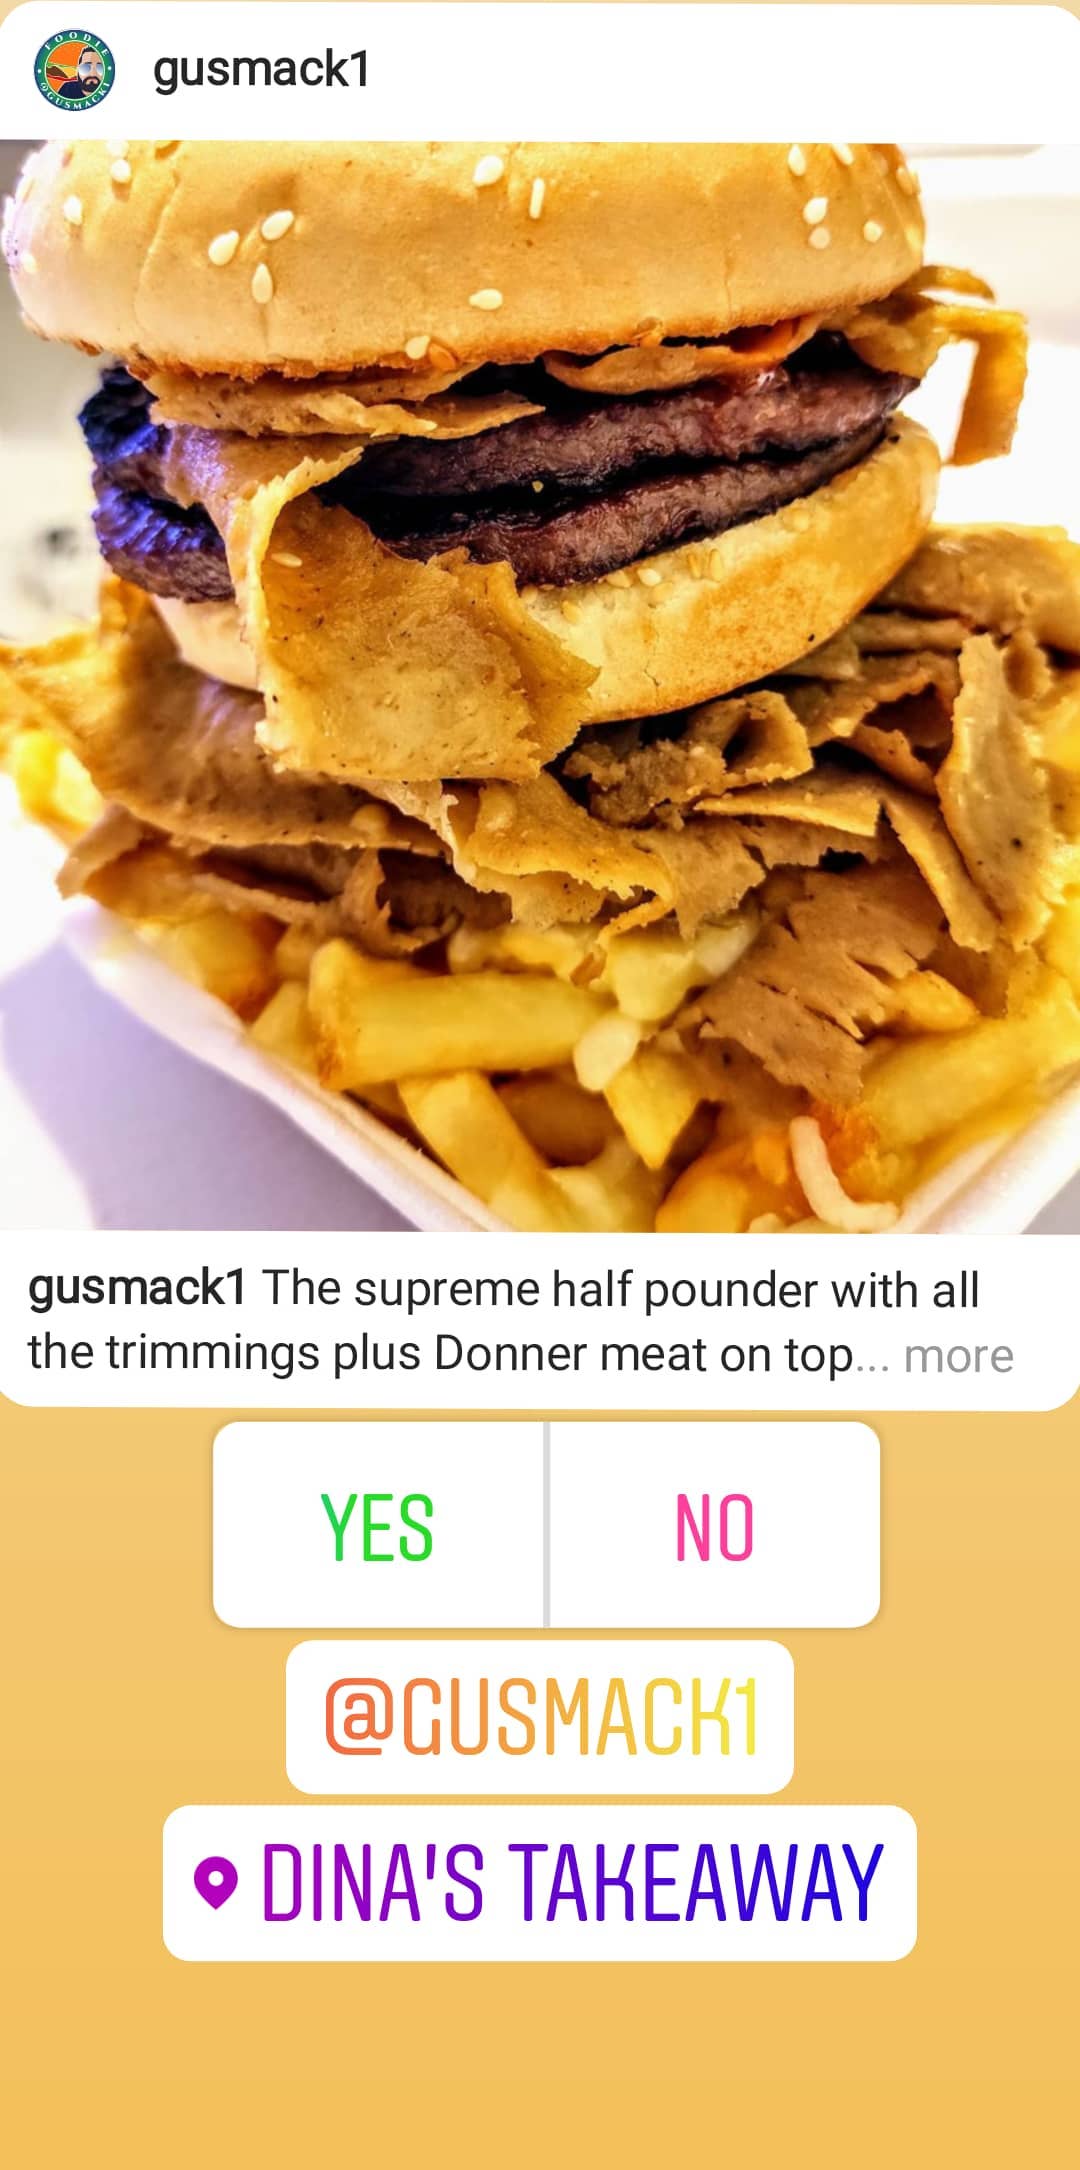 FOODIE
@GUSMACK1
gusmack1
gusmack1 The supreme half pounder with all
the trimmings plus Donner meat on top... more
YES
NO
@GUSMACK1
DINA'S TAKEAWAY